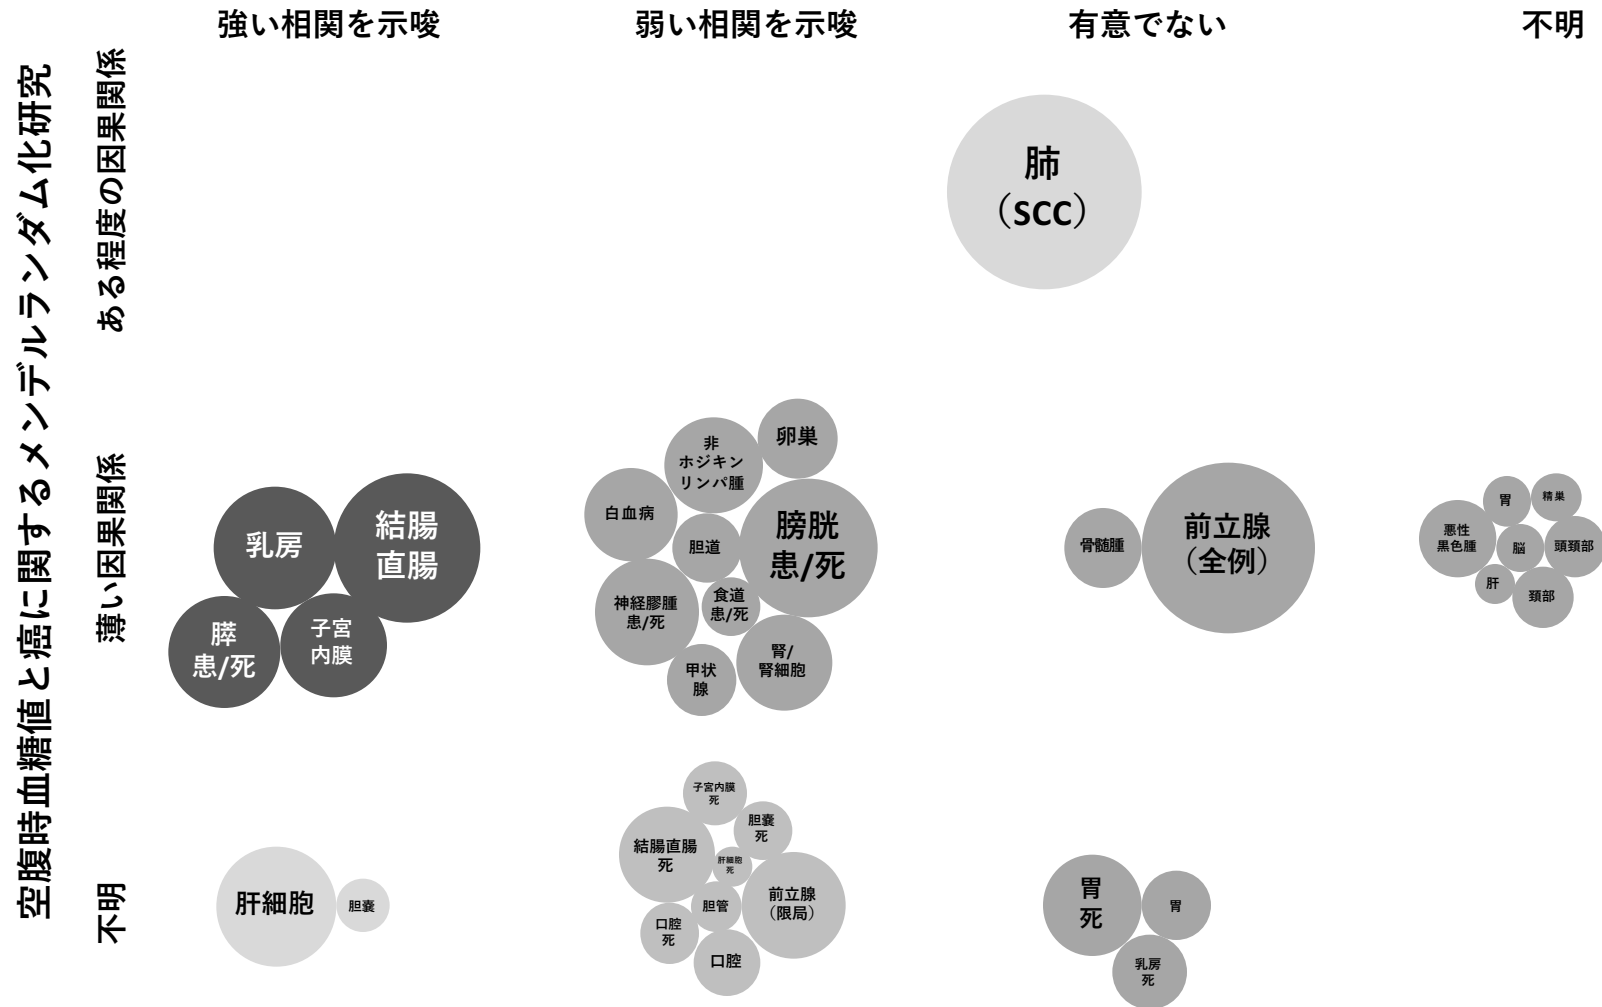 強い相関を示唆
弱い相関を示唆
有意でない
不明
空腹時血糖値と癌に関するメンデルランダム化研究
ある程度の因果関係
肺
（SCC）
薄い因果関係
乳房
結腸
直腸
膵
患/死
子宮
内膜
非
ホジキン
リンパ腫
卵巣
白血病
胆道
膀胱
患/死
神経膠腫
患/死
食道
患/死
甲状
腺
腎/
腎細胞
骨髄腫
前立腺
（全例）
胃
精巣
悪性
黒色腫
脳
頭頚部
肝
頚部
不明
肝細胞
胆嚢
子宮内膜
死
結腸直腸
死
胆嚢
死
肝細胞
死
胆管
前立腺
（限局）
口腔
死
口腔
胃
死
胃
乳房
死